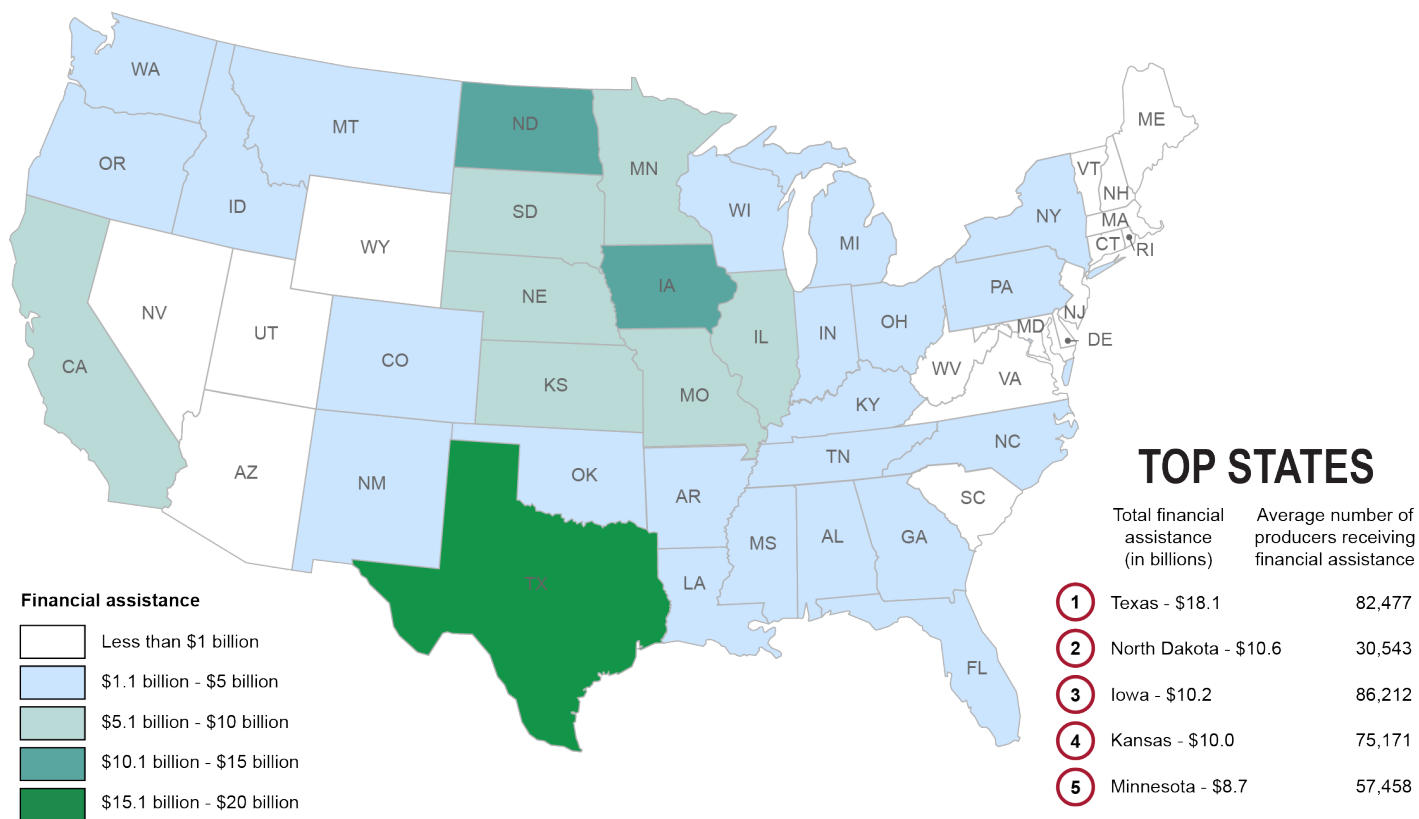 WA
OR
ID
MT
ND
MN
SD
WY
NE
IA
WI
MI
NY
VT
NH
ME
MA
CT
RI
PA
NJ
MD
DE
CA
NV
UT
CO
KS
MO
IL
IN
OH
WV
VA
KY
NC
TN
SC
AZ
NM
OK
AR
TX
LA
MS
AL
GA
FL
Financial assistance
Less than $1 billion
$1.1 billion - $5 billion
$5.1 billion - $10 billion
$10.1 billion - $15 billion
$15.1 billion - $20 billion
TOP STATES
Total financial assistance (in billions)
Average number of producers receiving financial assistance
1 Texas - $18.1 82,477
2 North Dakota - $10.6 30,543
3 Iowa - $10.2 86,212
4 Kansas - $10.0 75,171
5 Minnesota - $8.7 57,458